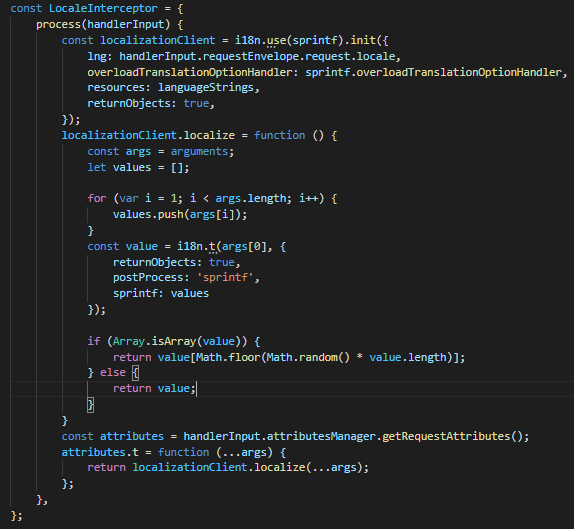 const LocaleInterceptor = {
    process(handlerInput) {
        const localizationClient = i18n.use(sprintf).init({
            lng: handlerInput.requestEnvelope.request.locale,
            overloadTranslationOptionHandler: sprintf.overloadTranslationOptionHandler,
            resources: languageStrings,
            returnObjects: true,
        });
        localizationClient.localize = function () {
            const args = arguments;
            let values = [];

            for (var i = 1; i < args.length; i++) {
                values.push(args[i]);
            }
            const value = i18n.t(args[0], {
                returnObjects: true,
                postProcess: 'sprintf',
                sprintf: values
            });

            if (Array.isArray(value)) {
                return value[Math.floor(Math.random() * value.length)];
            } else {
                return value;
            }
        }
        const attributes = handlerInput.attributesManager.getRequestAttributes();
        attributes.t = function (...args) {
            return localizationClient.localize(...args);
        };
    },
};